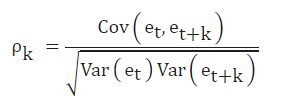 ρk = Cov(et,et+k) / √Var(et)Var(et+k)